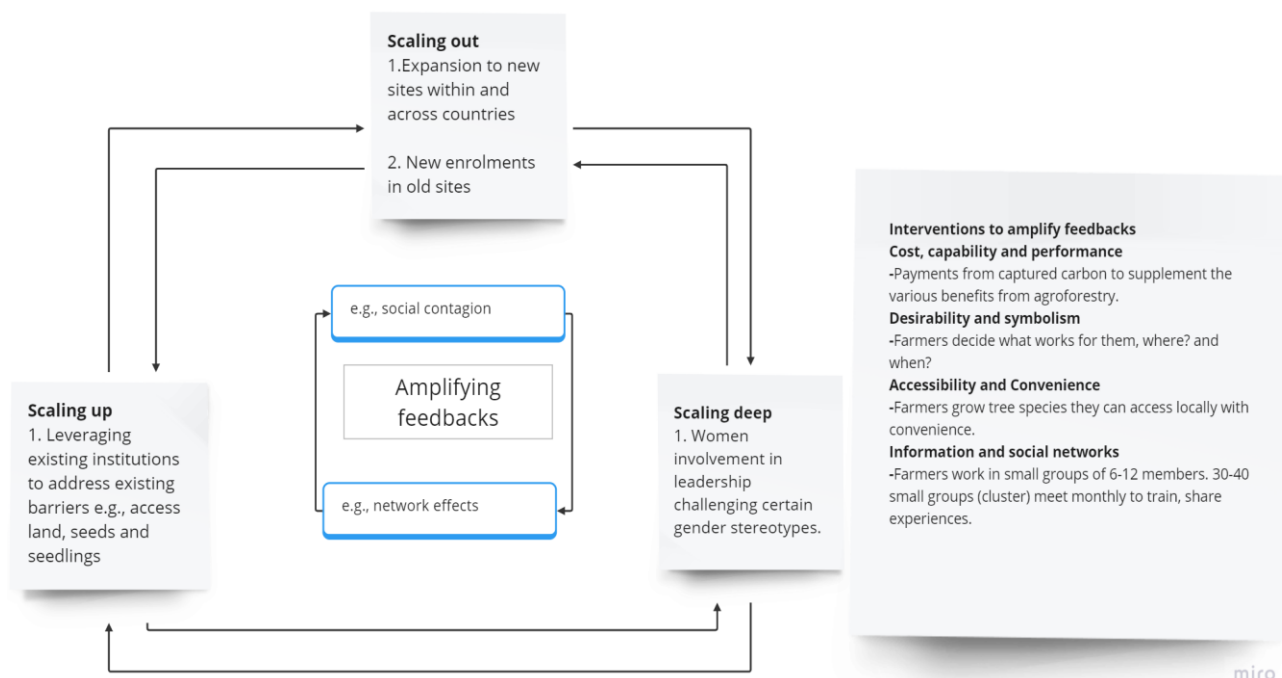 Scaling out
1.Expansion to new
sites within and
across countries
2. New enrolments
in old sites
e.g., social contagion
Amplifying
feedbacks
e.g., network effects
Scaling up
1. Leveraging
existing institutions
to address existing
barriers e.g., access
land, seeds and
seedlings
Scaling deep
1. Women
involvement in
leadership
challenging certain
gender stereotypes.
Interventions to amplify feedbacks
Cost, capability and performance
-Payments from captured carbon to supplement the
various benefits from agroforestry.
Desirability and symbolism
-Farmers decide what works for them, where? and
when?
Accessibility and Convenience
-Farmers grow tree species they can access locally with
convenience.
Information and social networks
-Farmers work in small groups of 6-12 members. 30-40
small groups (cluster) meet monthly to train, share
experiences.
miro